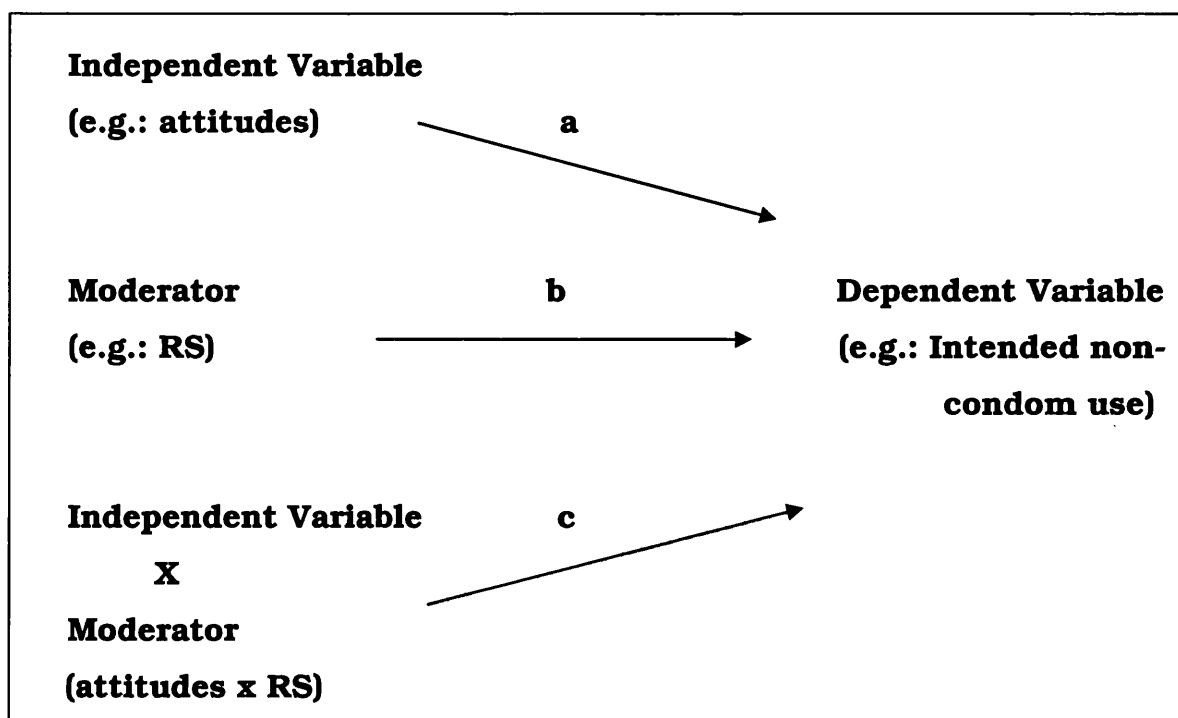 Independent Variable
(e.g.: attitudes)
a
Moderator
(e.g.: RS)
b
Dependent Variable
(e.g.: Intended non-
condom use)
Independent Variable
c
X
Moderator
(attitudes x RS)